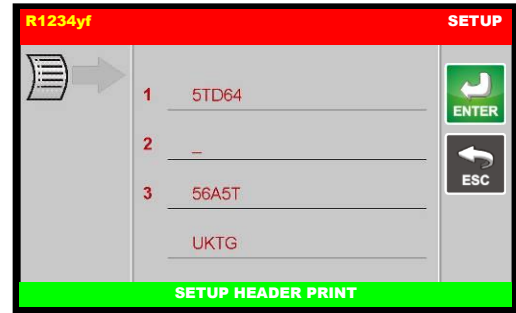 R1234yf SETUP
1 5TD64
ENTER
2 _
3 56A5T
ESC
UKTG
SETUP HEADER PRINT